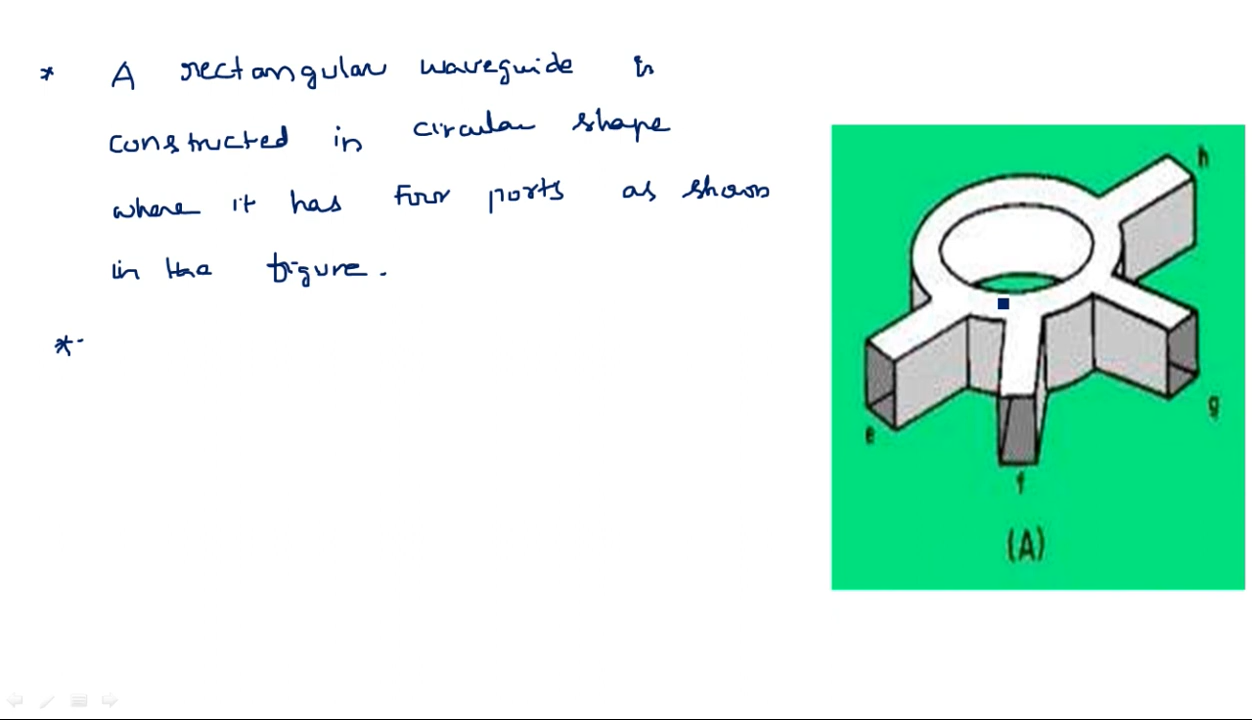 * A rectangular waveguide is
constructed in circular shape
where it has four ports as shown
in the figure.
*
h
g
e
f
(A)